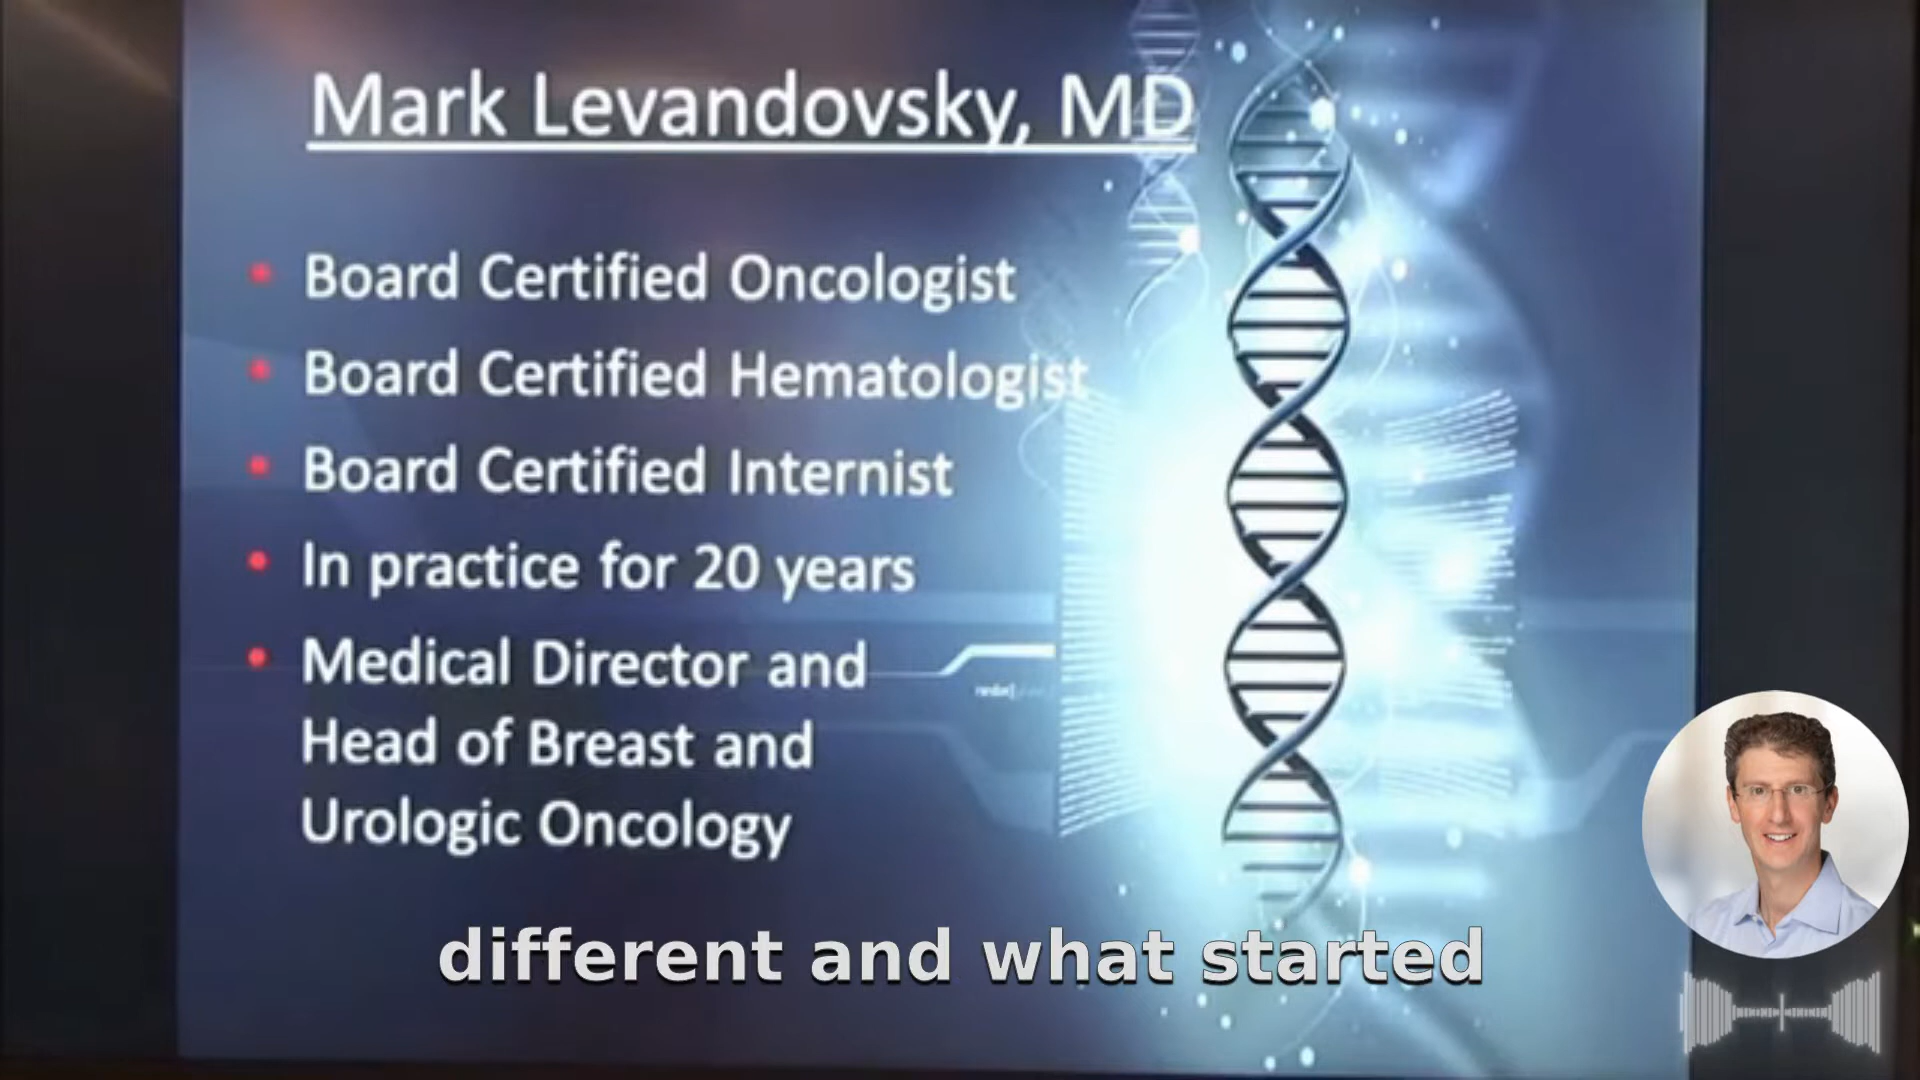 Mark Levandovsky, MD
Board Certified Oncologist
Board Certified Hematologist
Board Certified Internist
In practice for 20 years
Medical Director and
Head of Breast and
Urologic Oncology
different and what started